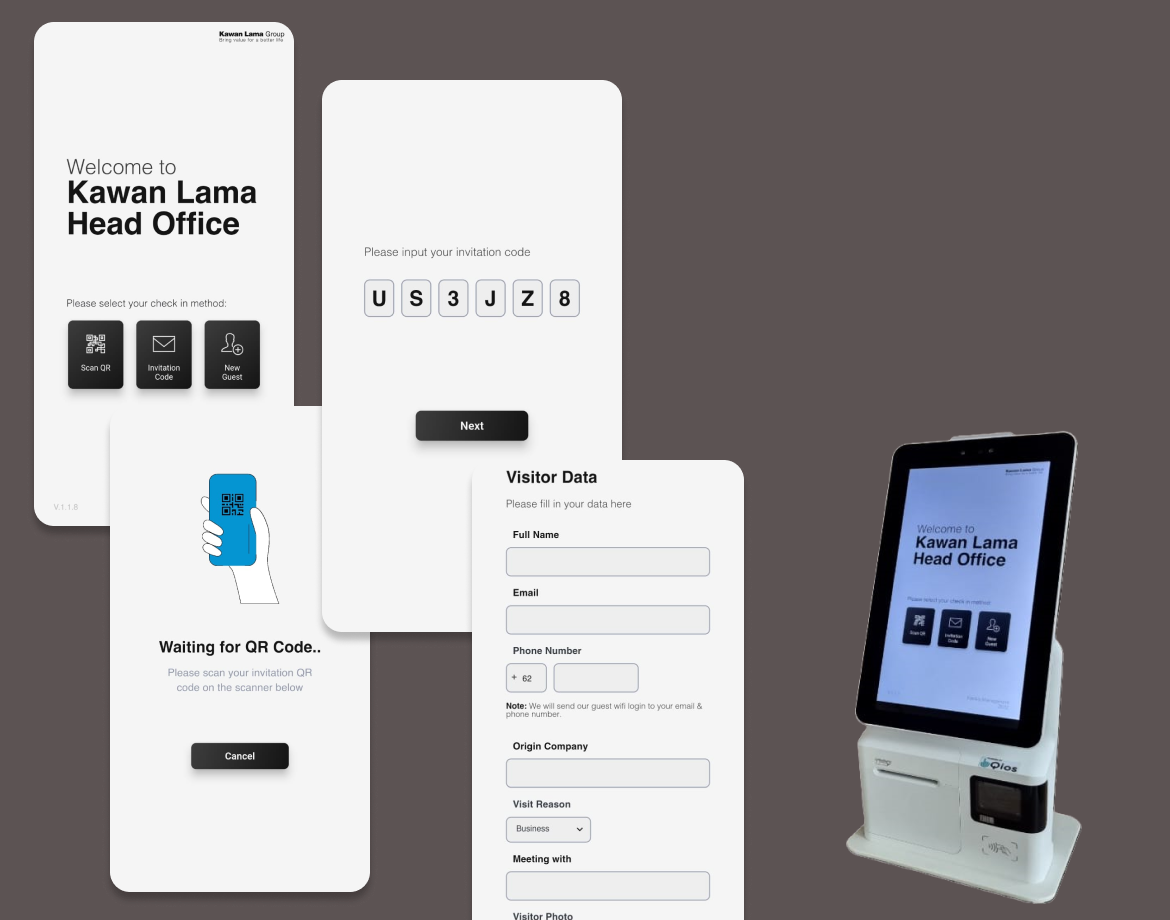 Kawan Lama Group
Bring value for a better life
Welcome to
Kawan Lama
Head Office
Please select your check in method:
Scan QR
Invitation
Code
New
Guest
V.1.1.8
Waiting for QR Code..
Please scan your invitation QR
code on the scanner below
Cancel
Please input your invitation code
U S 3 J Z 8
Next
Visitor Data
Please fill in your data here
Full Name
Email
Phone Number
+ 62
Note: We will send our guest wifi login to your email &
phone number.
Origin Company
Visit Reason
Business
Meeting with
Visitor Photo
Kawan Lama Group
Welcome to
Kawan Lama
Head Office
Please select your check in method:
Scan QR
Invitation
Code
New
Guest
Qios